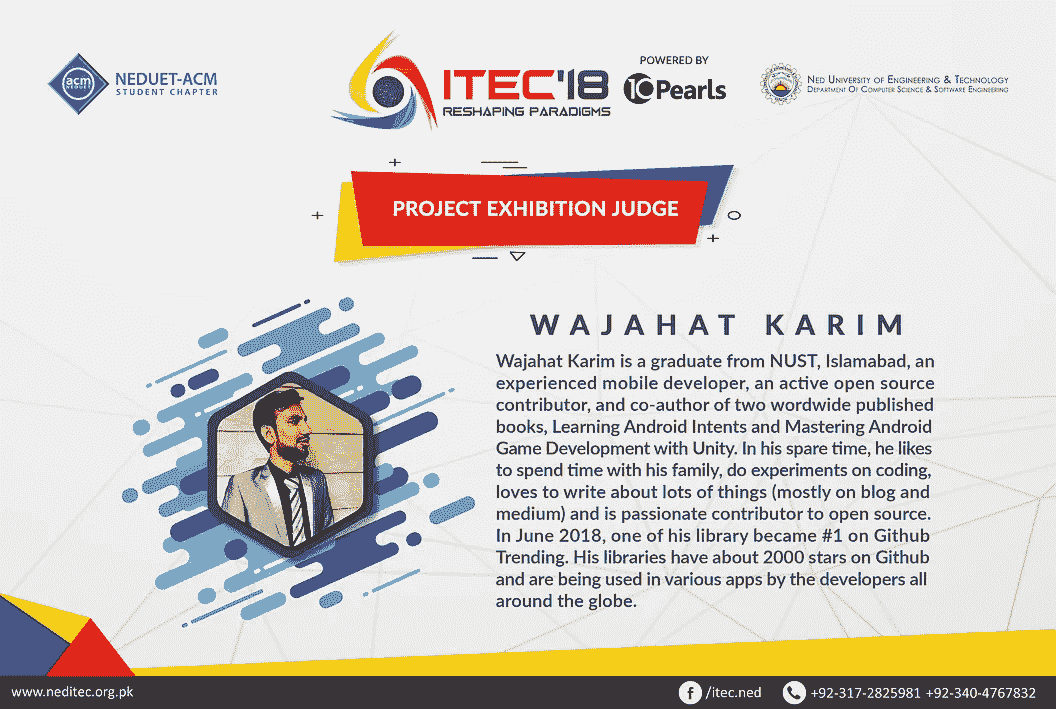 acm
NEDUET
NEDUET-ACM
STUDENT CHAPTER
ITEC'18
RESHAPING PARADIGMS
POWERED BY
10Pearls
NED UNIVERSITY OF ENGINEERING & TECHNOLOGY
DEPARTMENT OF COMPUTER SCIENCE & SOFTWARE ENGINEERING
PROJECT EXHIBITION JUDGE
WAJAHAT KARIM
Wajahat Karim is a graduate from NUST, Islamabad, an
experienced mobile developer, an active open source
contributor, and co-author of two wordwide published
books, Learning Android Intents and Mastering Android
Game Development with Unity. In his spare time, he likes
to spend time with his family, do experiments on coding,
loves to write about lots of things (mostly on blog and
medium) and is passionate contributor to open source.
In June 2018, one of his library became #1 on Github
Trending. His libraries have about 2000 stars on Github
and are being used in various apps by the developers all
around the globe.
www.neditec.org.pk
/itec.ned
+92-317-2825981 +92-340-4767832